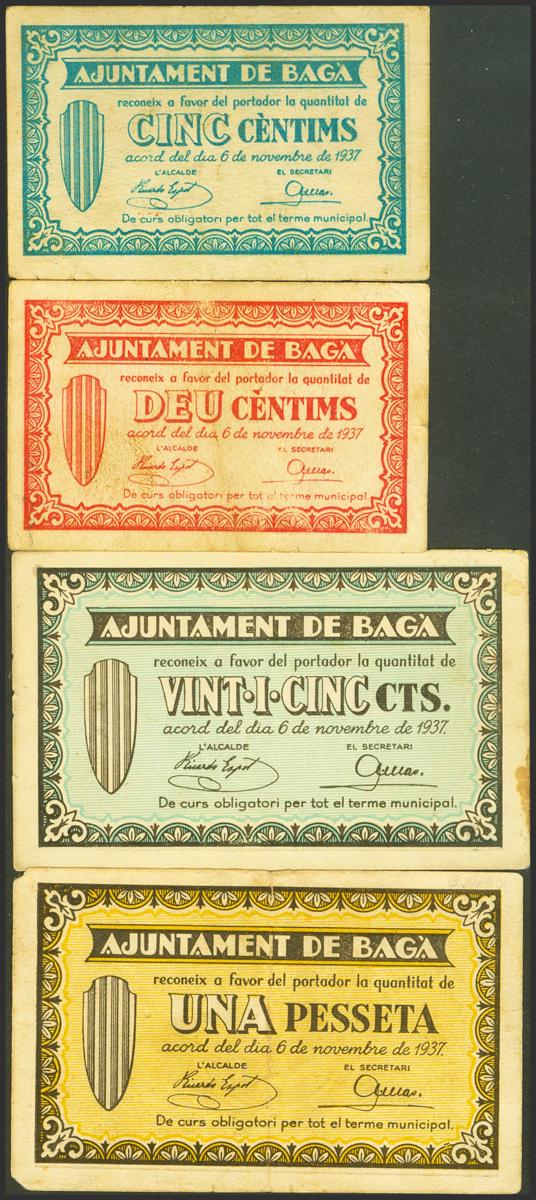 AJUNTAMENT DE BAGÀ
reconeix a favor del portador la quantitat de
CINC CÈNTIMS
acord del dia 6 de novembre de 1937
L'ALCALDE EL SECRETARI
De curs obligatori per tot el terme municipal.
AJUNTAMENT DE BAGÀ
reconeix a favor del portador la quantitat de
DEU CÈNTIMS
acord del dia 6 de novembre de 1937
L'ALCALDE EL SECRETARI
De curs obligatori per tot el terme municipal
AJUNTAMENT DE BAGÀ
reconeix a favor del portador la quantitat de
VINT·I·CINC CTS.
acord del dia 6 de novembre de 1937.
L'ALCALDE EL SECRETARI
De curs obligatori per tot el terme municipal.
AJUNTAMENT DE BAGÀ
reconeix a favor del portador la quantitat de
UNA PESSETA
acord del dia 6 de novembre de 1937.
L'ALCALDE EL SECRETARI
De curs obligatori per tot el terme municipal.